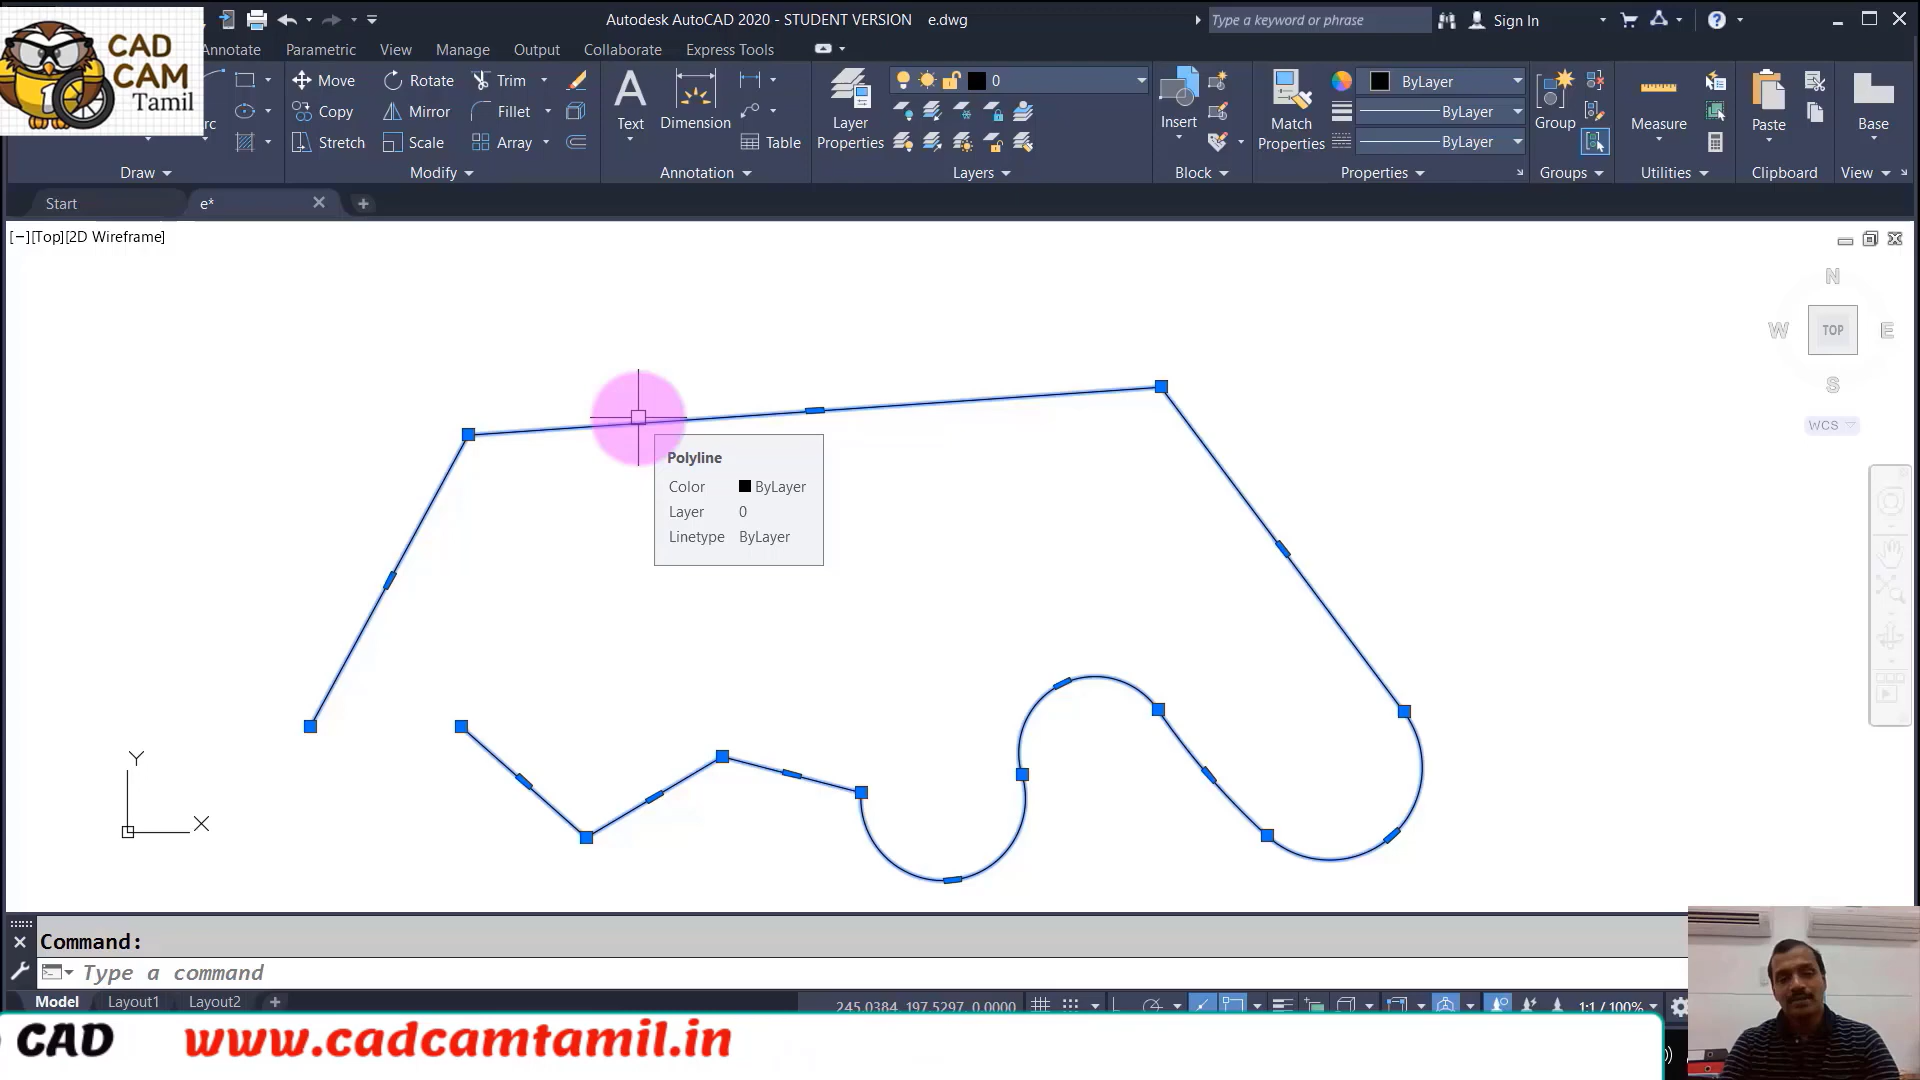 CAD
CAM
Tamil
Autodesk AutoCAD 2020 - STUDENT VERSION e.dwg
Type a keyword or phrase
Sign In
Annotate Parametric View Manage Output Collaborate Express Tools
Move Rotate Trim
Copy Mirror Fillet
Stretch Scale Array
Text Dimension Table
Layer
Properties
0
Insert
Match
Properties
ByLayer
ByLayer
ByLayer
Group Measure Paste Base
Draw Modify Annotation Layers Block Properties Groups Utilities Clipboard View
Start e*
[−][Top][2D Wireframe]
N
W TOP E
S
WCS
Polyline
Color ByLayer
Layer 0
Linetype ByLayer
Y
X
Command:
Type a command
Model Layout1 Layout2
245.0384, 197.5297, 0.0000
1:1 / 100%
CAD www.cadcamtamil.in